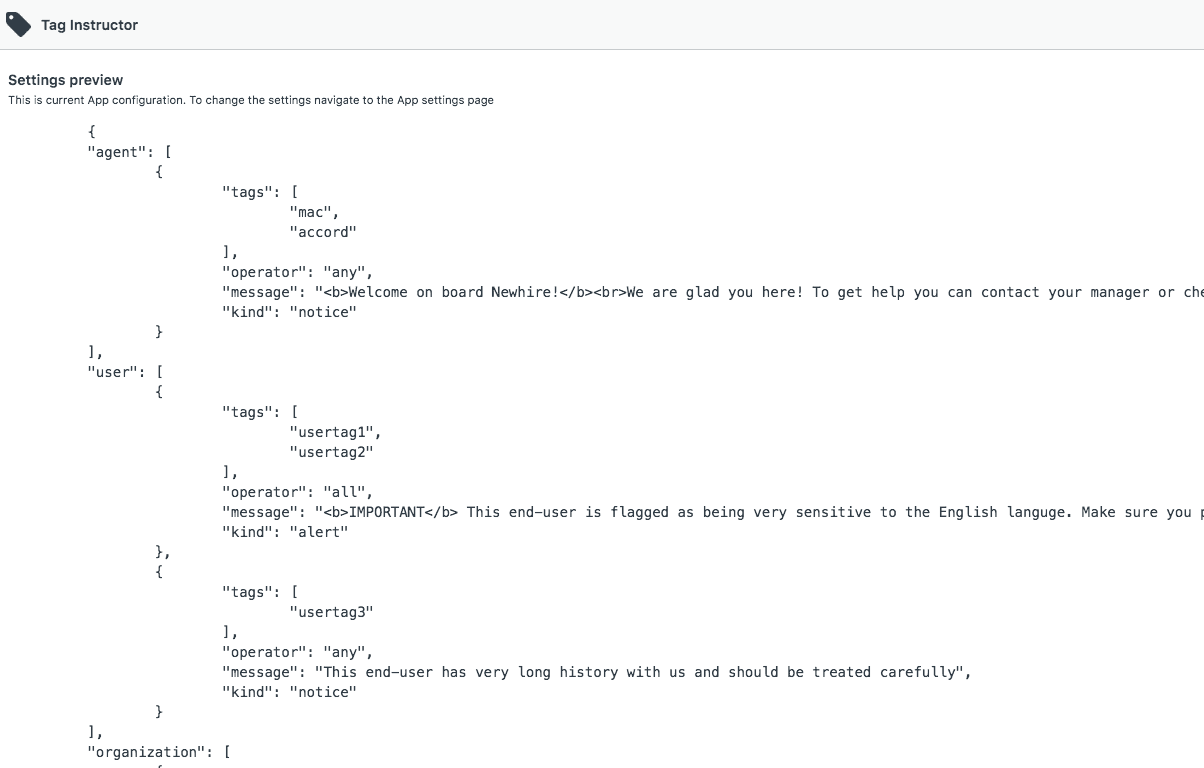 Tag Instructor
Settings preview
This is current App configuration. To change the settings navigate to the App settings page
{
"agent": [
{
"tags": [
"mac",
"accord"
],
"operator": "any",
"message": "<b>Welcome on board Newhire!</b><br>We are glad you here! To get help you can contact your manager or che
"kind": "notice"
}
],
"user": [
{
"tags": [
"usertag1",
"usertag2"
],
"operator": "all",
"message": "<b>IMPORTANT</b> This end-user is flagged as being very sensitive to the English languge. Make sure you p
"kind": "alert"
},
{
"tags": [
"usertag3"
],
"operator": "any",
"message": "This end-user has very long history with us and should be treated carefully",
"kind": "notice"
}
],
"organization": [
{